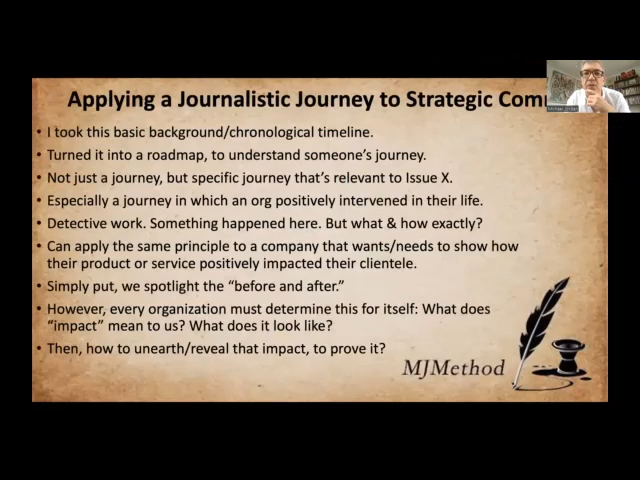 Applying a Journalistic Journey to Strategic Com
• I took this basic background/chronological timeline.
• Turned it into a roadmap, to understand someone's journey.
• Not just a journey, but specific journey that's relevant to Issue X.
• Especially a journey in which an org positively intervened in their life.
• Detective work. Something happened here. But what & how exactly?
• Can apply the same principle to a company that wants/needs to show how
their product or service positively impacted their clientele.
• Simply put, we spotlight the “before and after.”
• However, every organization must determine this for itself: What does
“impact” mean to us? What does it look like?
• Then, how to unearth/reveal that impact, to prove it?
MJMethod